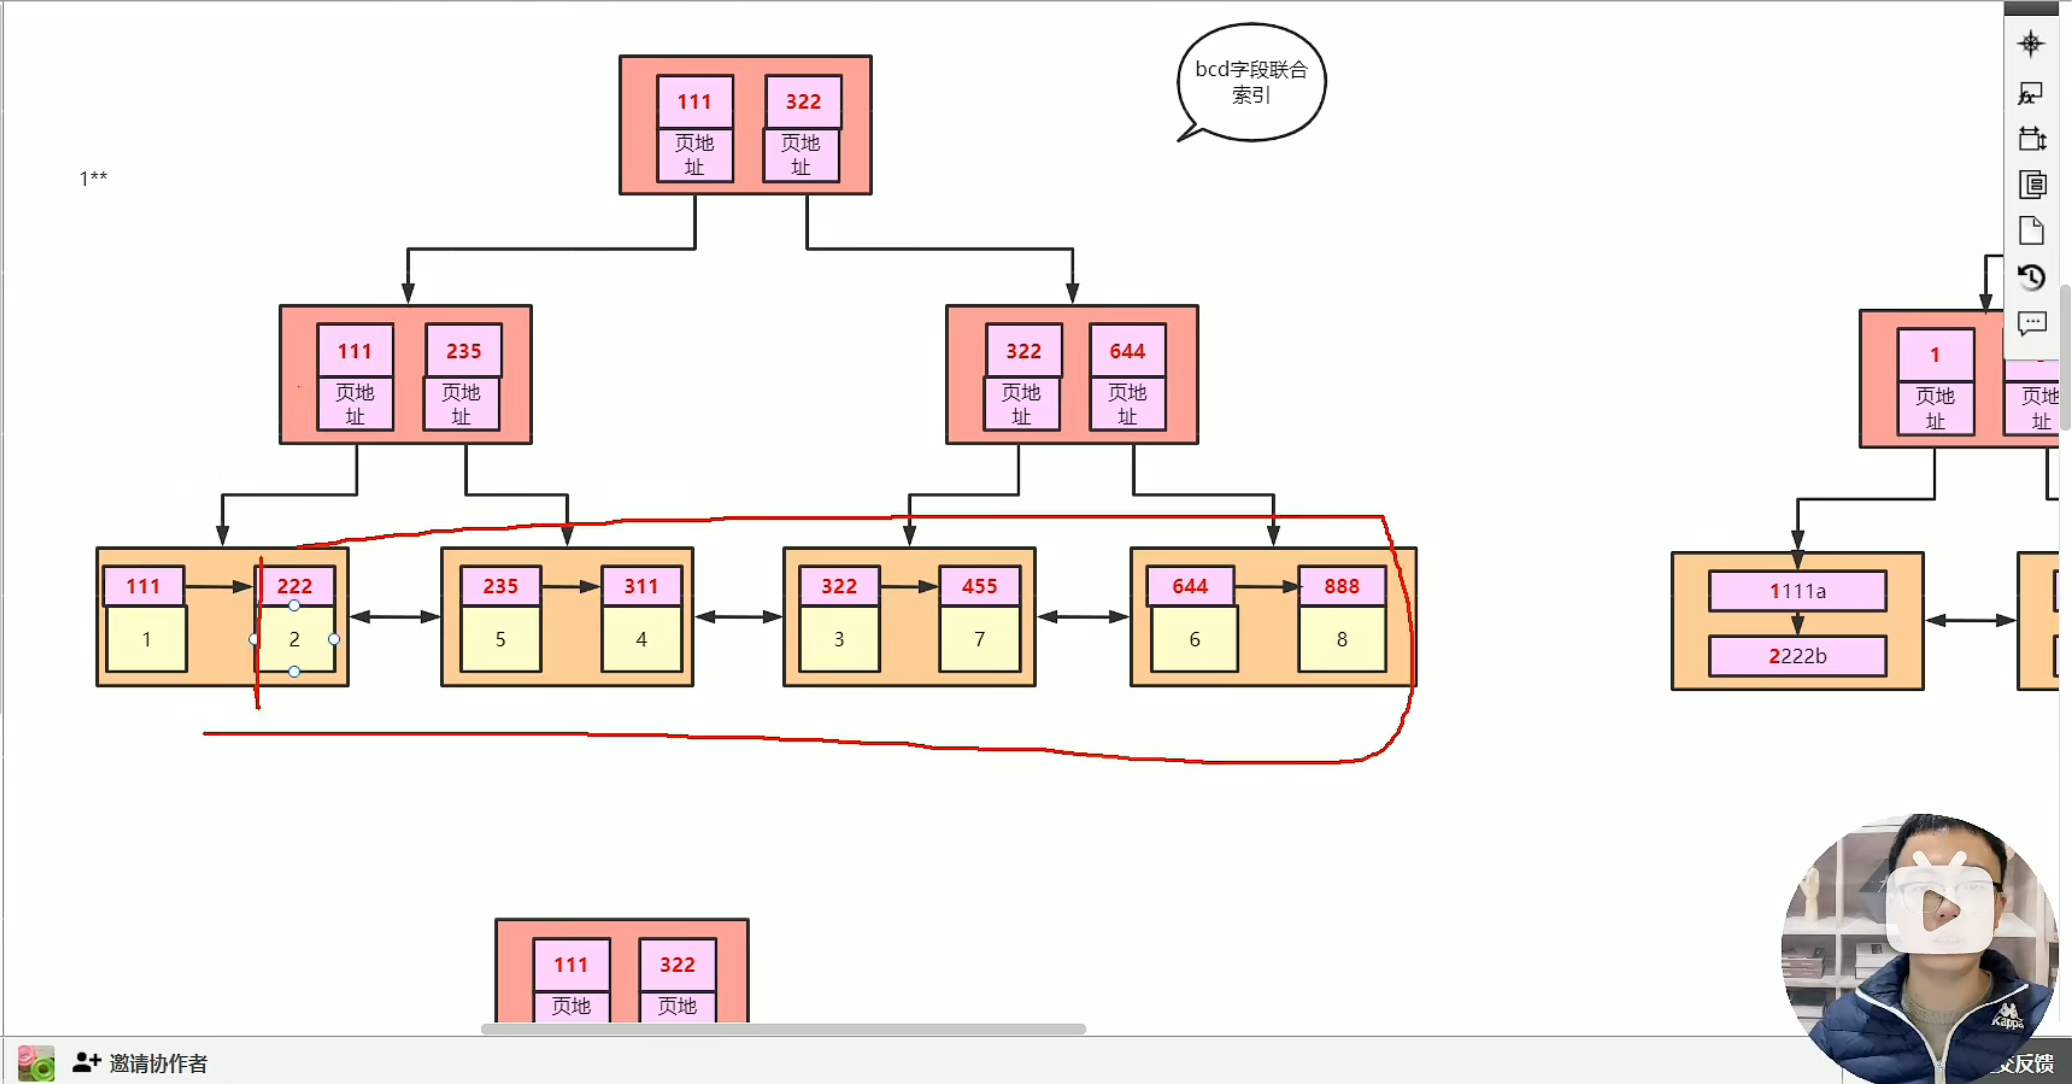 bcd字段联合
索引
111 322
页地
址
页地
址
1**
111 235
页地
址
页地
址
322 644
页地
址
页地
址
1
页地
址
页地
址
111 222
1 2
235 311
5 4
322 455
3 7
644 888
6 8
1111a
2222b
111 322
页地 页地
Kappa
邀请协作者
交反馈